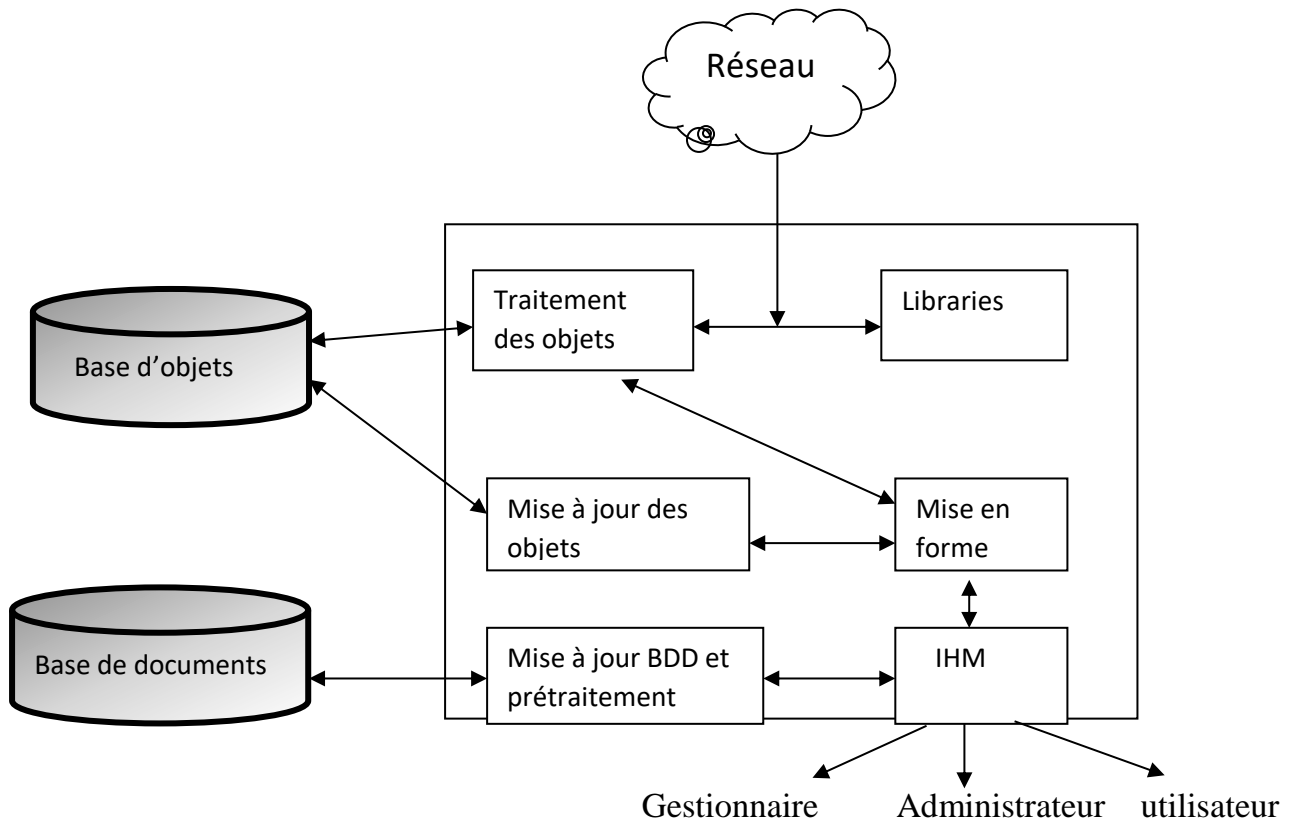 Réseau
Traitement
des objets
Libraries
Base d'objets
Mise à jour des
objets
Mise en
forme
Base de documents
Mise à jour BDD et
prétraitement
IHM
Gestionnaire
Administrateur
utilisateur